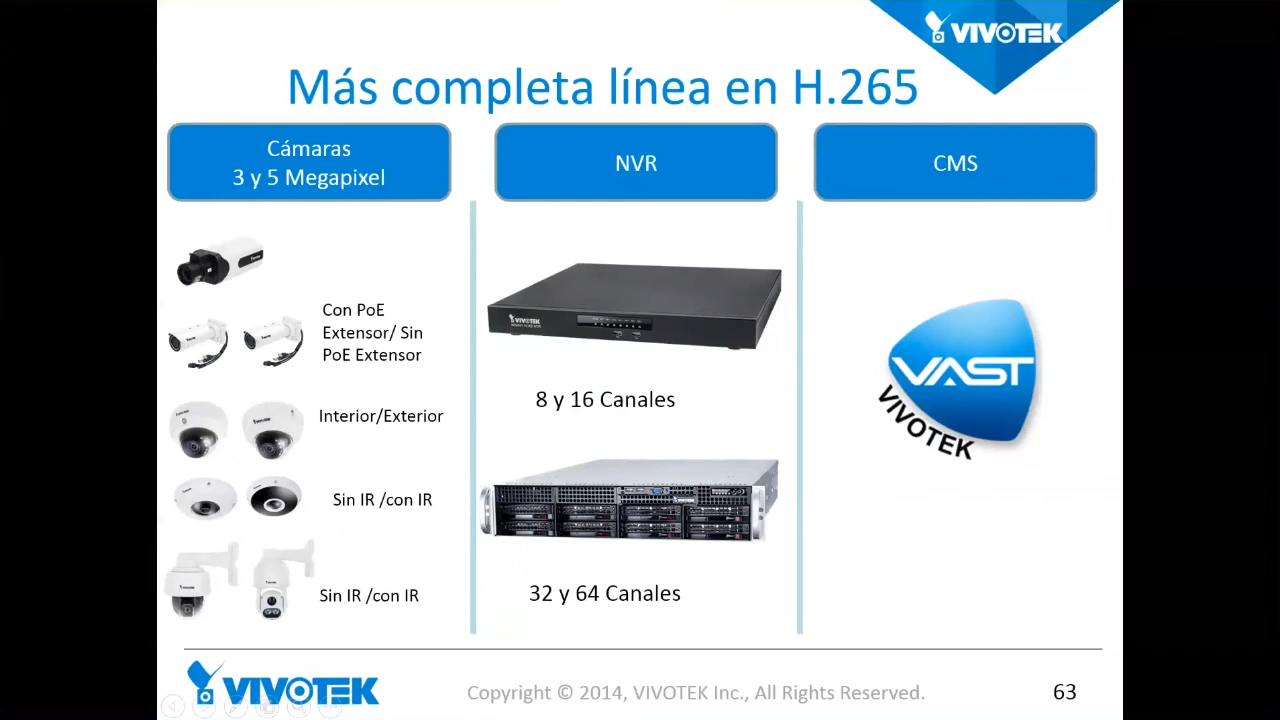 VIVOTEK
Más completa línea en H.265
Cámaras
3 y 5 Megapixel
NVR
CMS
Con PoE
Extensor/ Sin
PoE Extensor
Interior/Exterior
Sin IR /con IR
Sin IR /con IR
VIVOTEK
8 y 16 Canales
32 y 64 Canales
VAST
VIVOTEK
VIVOTEK
Copyright © 2014, VIVOTEK Inc., All Rights Reserved.
63